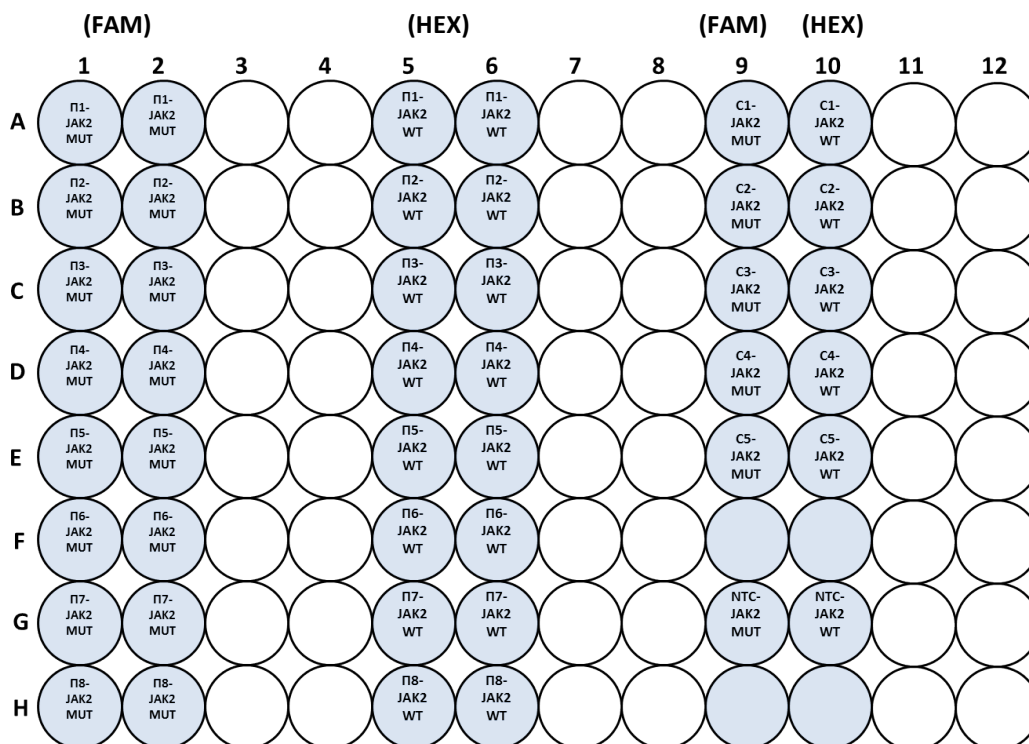 (FAM)
(HEX)
(FAM)
(HEX)
1 2 3 4 5 6 7 8 9 10 11 12
A
П1-
JAK2
MUT
П1-
JAK2
MUT
П1-
JAK2
WT
П1-
JAK2
WT
C1-
JAK2
MUT
C1-
JAK2
WT
B
П2-
JAK2
MUT
П2-
JAK2
MUT
П2-
JAK2
WT
П2-
JAK2
WT
C2-
JAK2
MUT
C2-
JAK2
WT
C
П3-
JAK2
MUT
П3-
JAK2
MUT
П3-
JAK2
WT
П3-
JAK2
WT
C3-
JAK2
MUT
C3-
JAK2
WT
D
П4-
JAK2
MUT
П4-
JAK2
MUT
П4-
JAK2
WT
П4-
JAK2
WT
C4-
JAK2
MUT
C4-
JAK2
WT
E
П5-
JAK2
MUT
П5-
JAK2
MUT
П5-
JAK2
WT
П5-
JAK2
WT
C5-
JAK2
MUT
C5-
JAK2
WT
F
П6-
JAK2
MUT
П6-
JAK2
MUT
П6-
JAK2
WT
П6-
JAK2
WT
G
П7-
JAK2
MUT
П7-
JAK2
MUT
П7-
JAK2
WT
П7-
JAK2
WT
NTC-
JAK2
MUT
NTC-
JAK2
WT
H
П8-
JAK2
MUT
П8-
JAK2
MUT
П8-
JAK2
WT
П8-
JAK2
WT